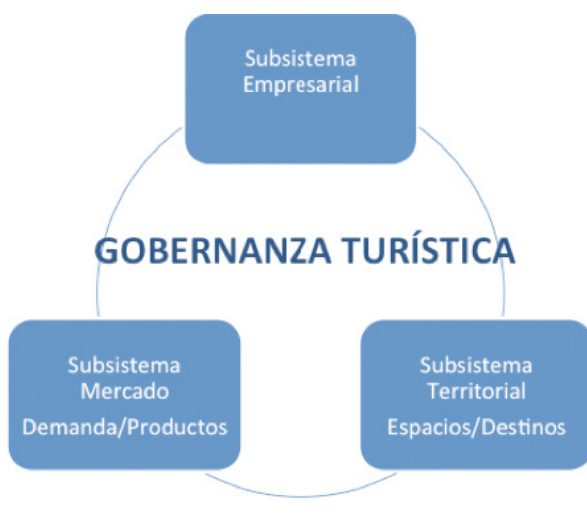 Subsistema
Empresarial
GOBERNANZA TURÍSTICA
Subsistema
Mercado
Demanda/Productos
Subsistema
Territorial
Espacios/Destinos